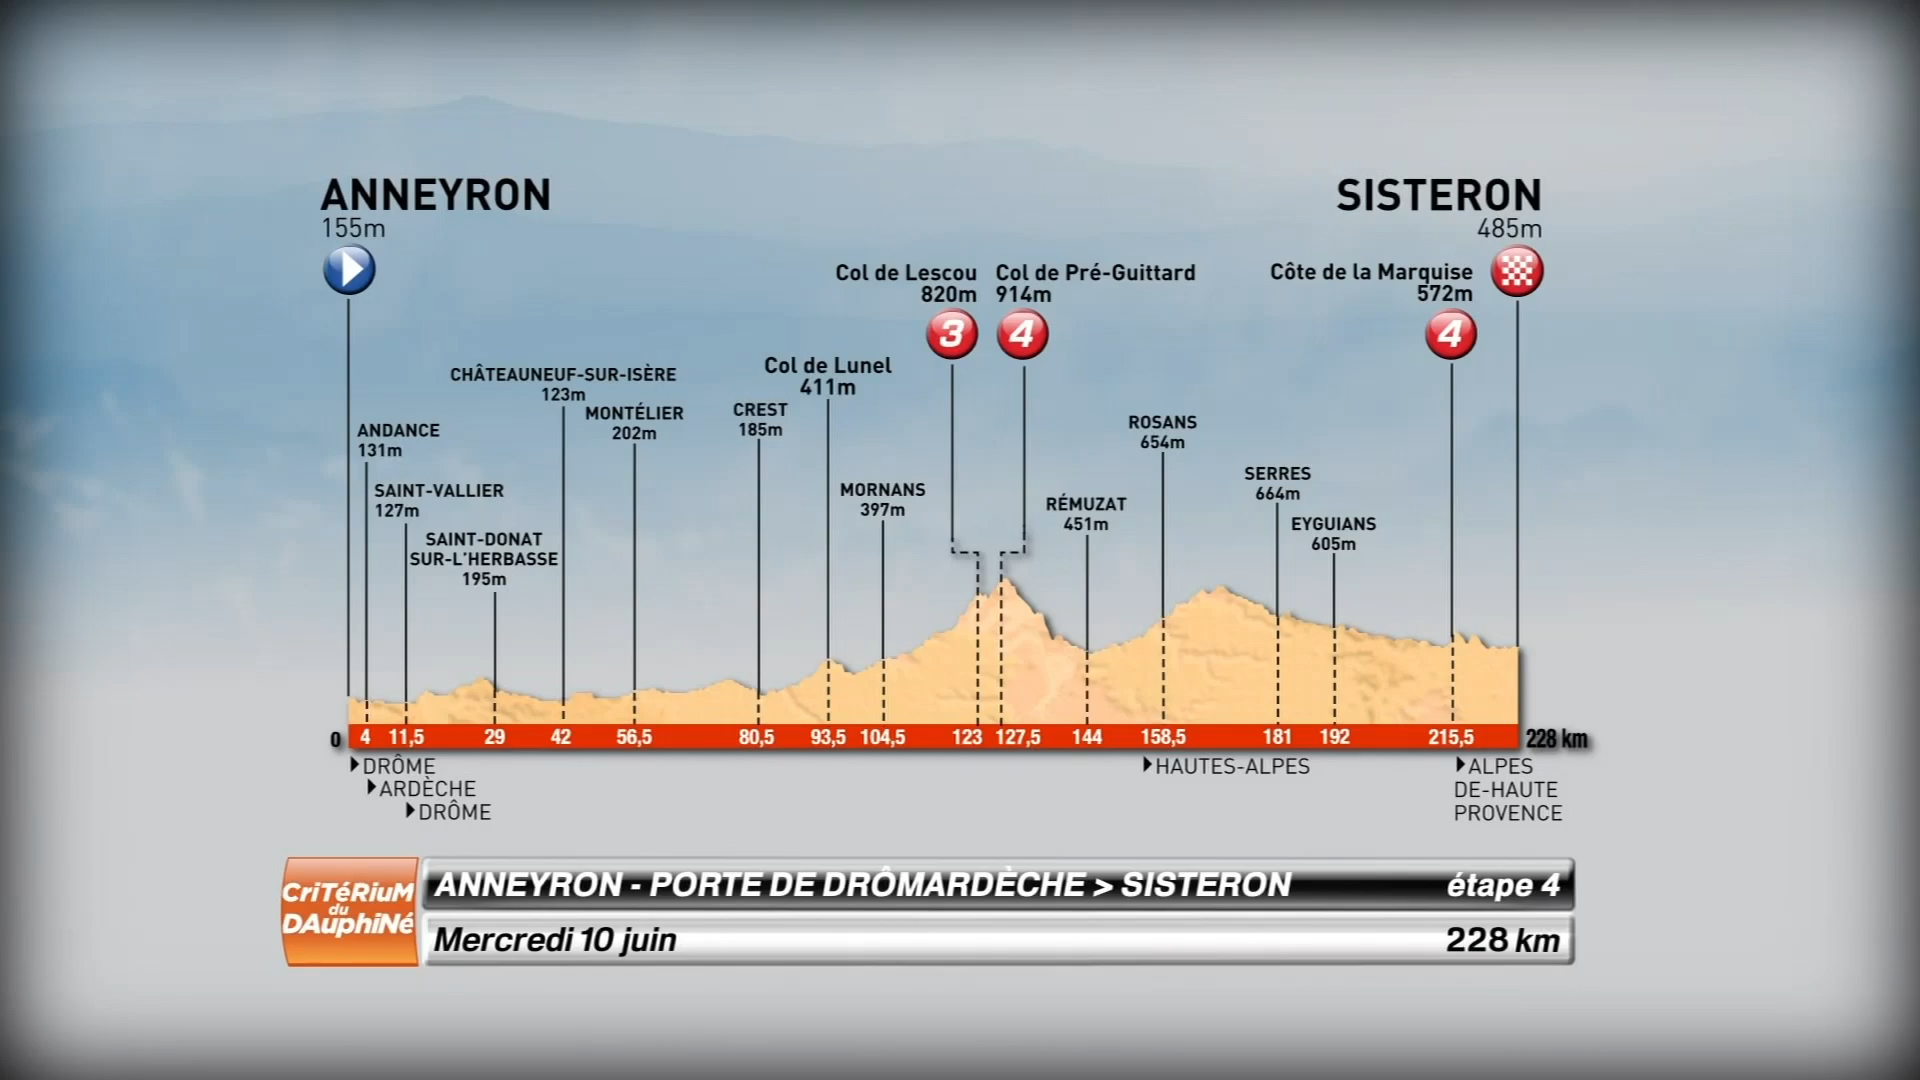 ANNEYRON
155m
SISTERON
485m
Col de Lescou
820m
3
Col de Pré-Guittard
914m
4
Côte de la Marquise
572m
4
CHÂTEAUNEUF-SUR-ISÈRE
123m
Col de Lunel
411m
MONTÉLIER
202m
CREST
185m
ANDANCE
131m
ROSANS
654m
SAINT-VALLIER
127m
MORNANS
397m
RÉMUZAT
451m
SERRES
664m
EYGUIANS
605m
SAINT-DONAT
SUR-L'HERBASSE
195m
0 4 11,5 29 42 56,5 80,5 93,5 104,5 123 127,5 144 158,5 181 192 215,5 228 km
DRÔME
ARDÈCHE
DRÔME
HAUTES-ALPES
ALPES
DE-HAUTE
PROVENCE
CriTéRiuM
du
DAuphiNé
ANNEYRON - PORTE DE DRÔMARDÈCHE > SISTERON étape 4
Mercredi 10 juin 228 km